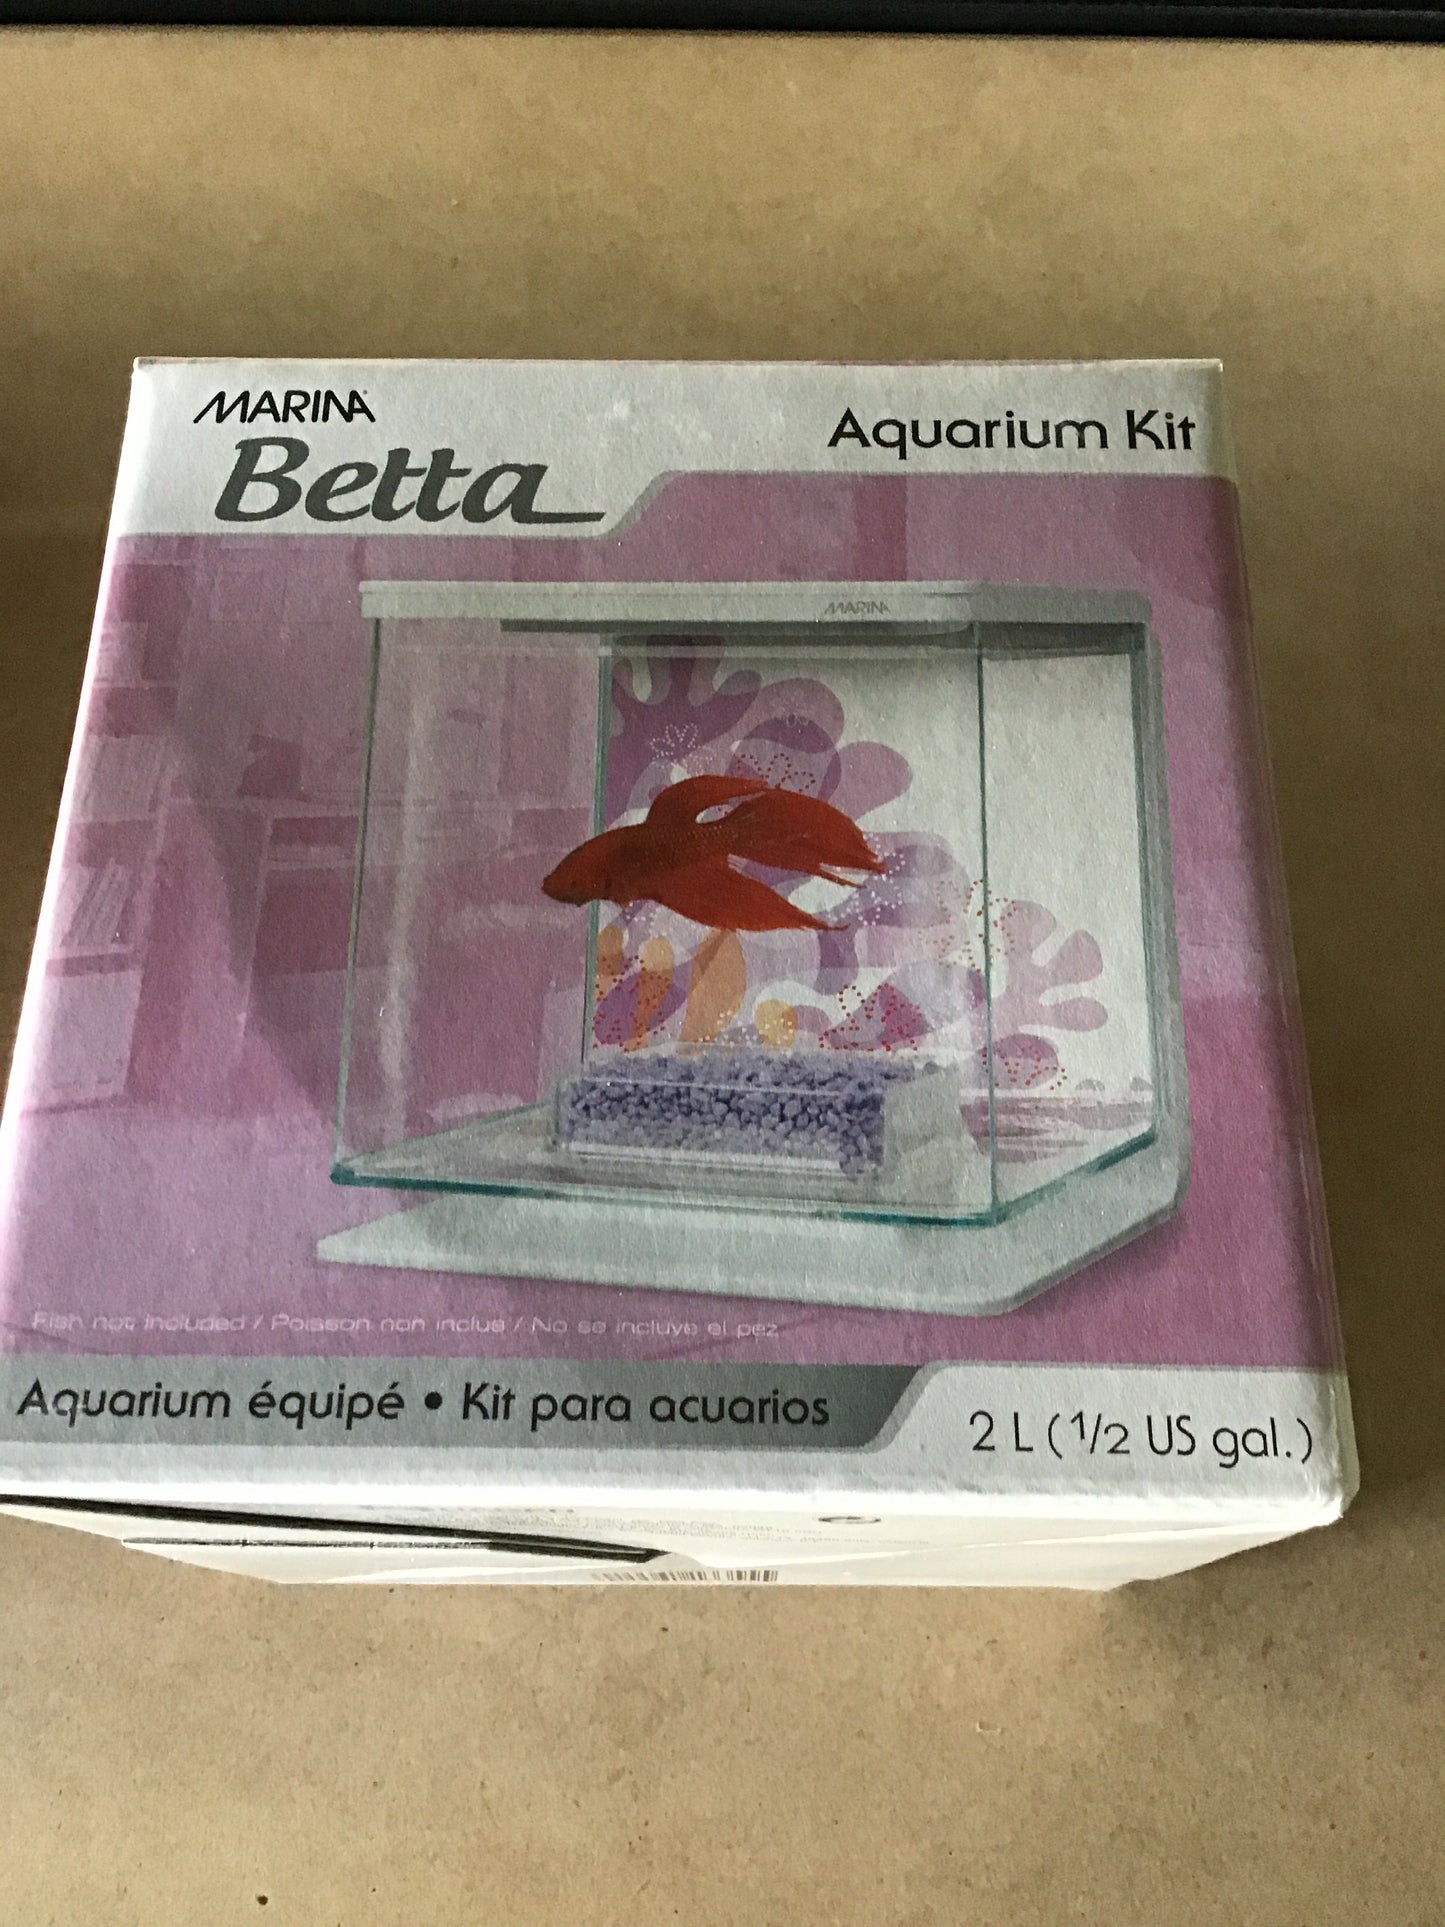 MARINA
Betta
Aquarium Kit
MARINA
Fish not included / Poisson non inclus / No se incluye el pez
Aquarium équipé • Kit para acuarios
2 L (1/2 US gal.)